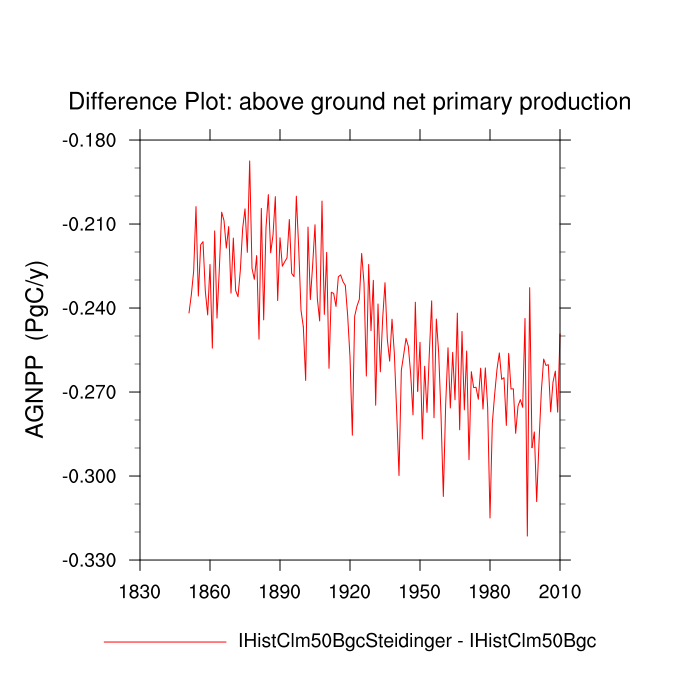 Difference Plot: above ground net primary production
AGNPP (PgC/y)
-0.180
-0.210
-0.240
-0.270
-0.300
-0.330
1830 1860 1890 1920 1950 1980 2010
IHistClm50BgcSteidinger - IHistClm50Bgc